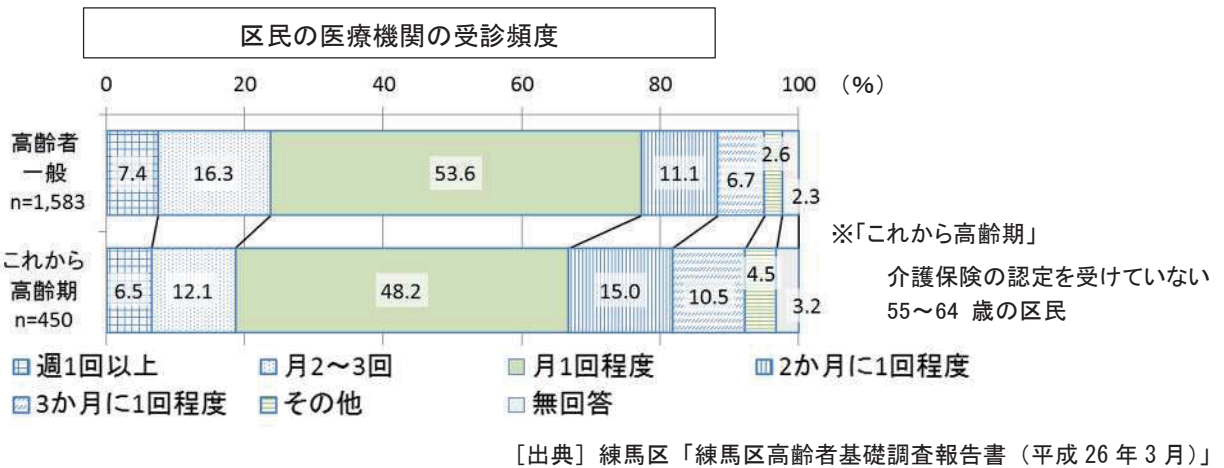 区民の医療機関の受診頻度
0 20 40 60 80 100 （%）
高齢者
一般
n=1,583
7.4 16.3 53.6 11.1 6.7 2.6 2.3
これから
高齢期
n=450
6.5 12.1 48.2 15.0 10.5 4.5 3.2
※「これから高齢期」
介護保険の認定を受けていない
55～64 歳の区民
週1回以上 月2～3回 月1回程度 2か月に1回程度
3か月に1回程度 その他 無回答
［出典］練馬区「練馬区高齢者基礎調査報告書（平成 26 年 3 月）」